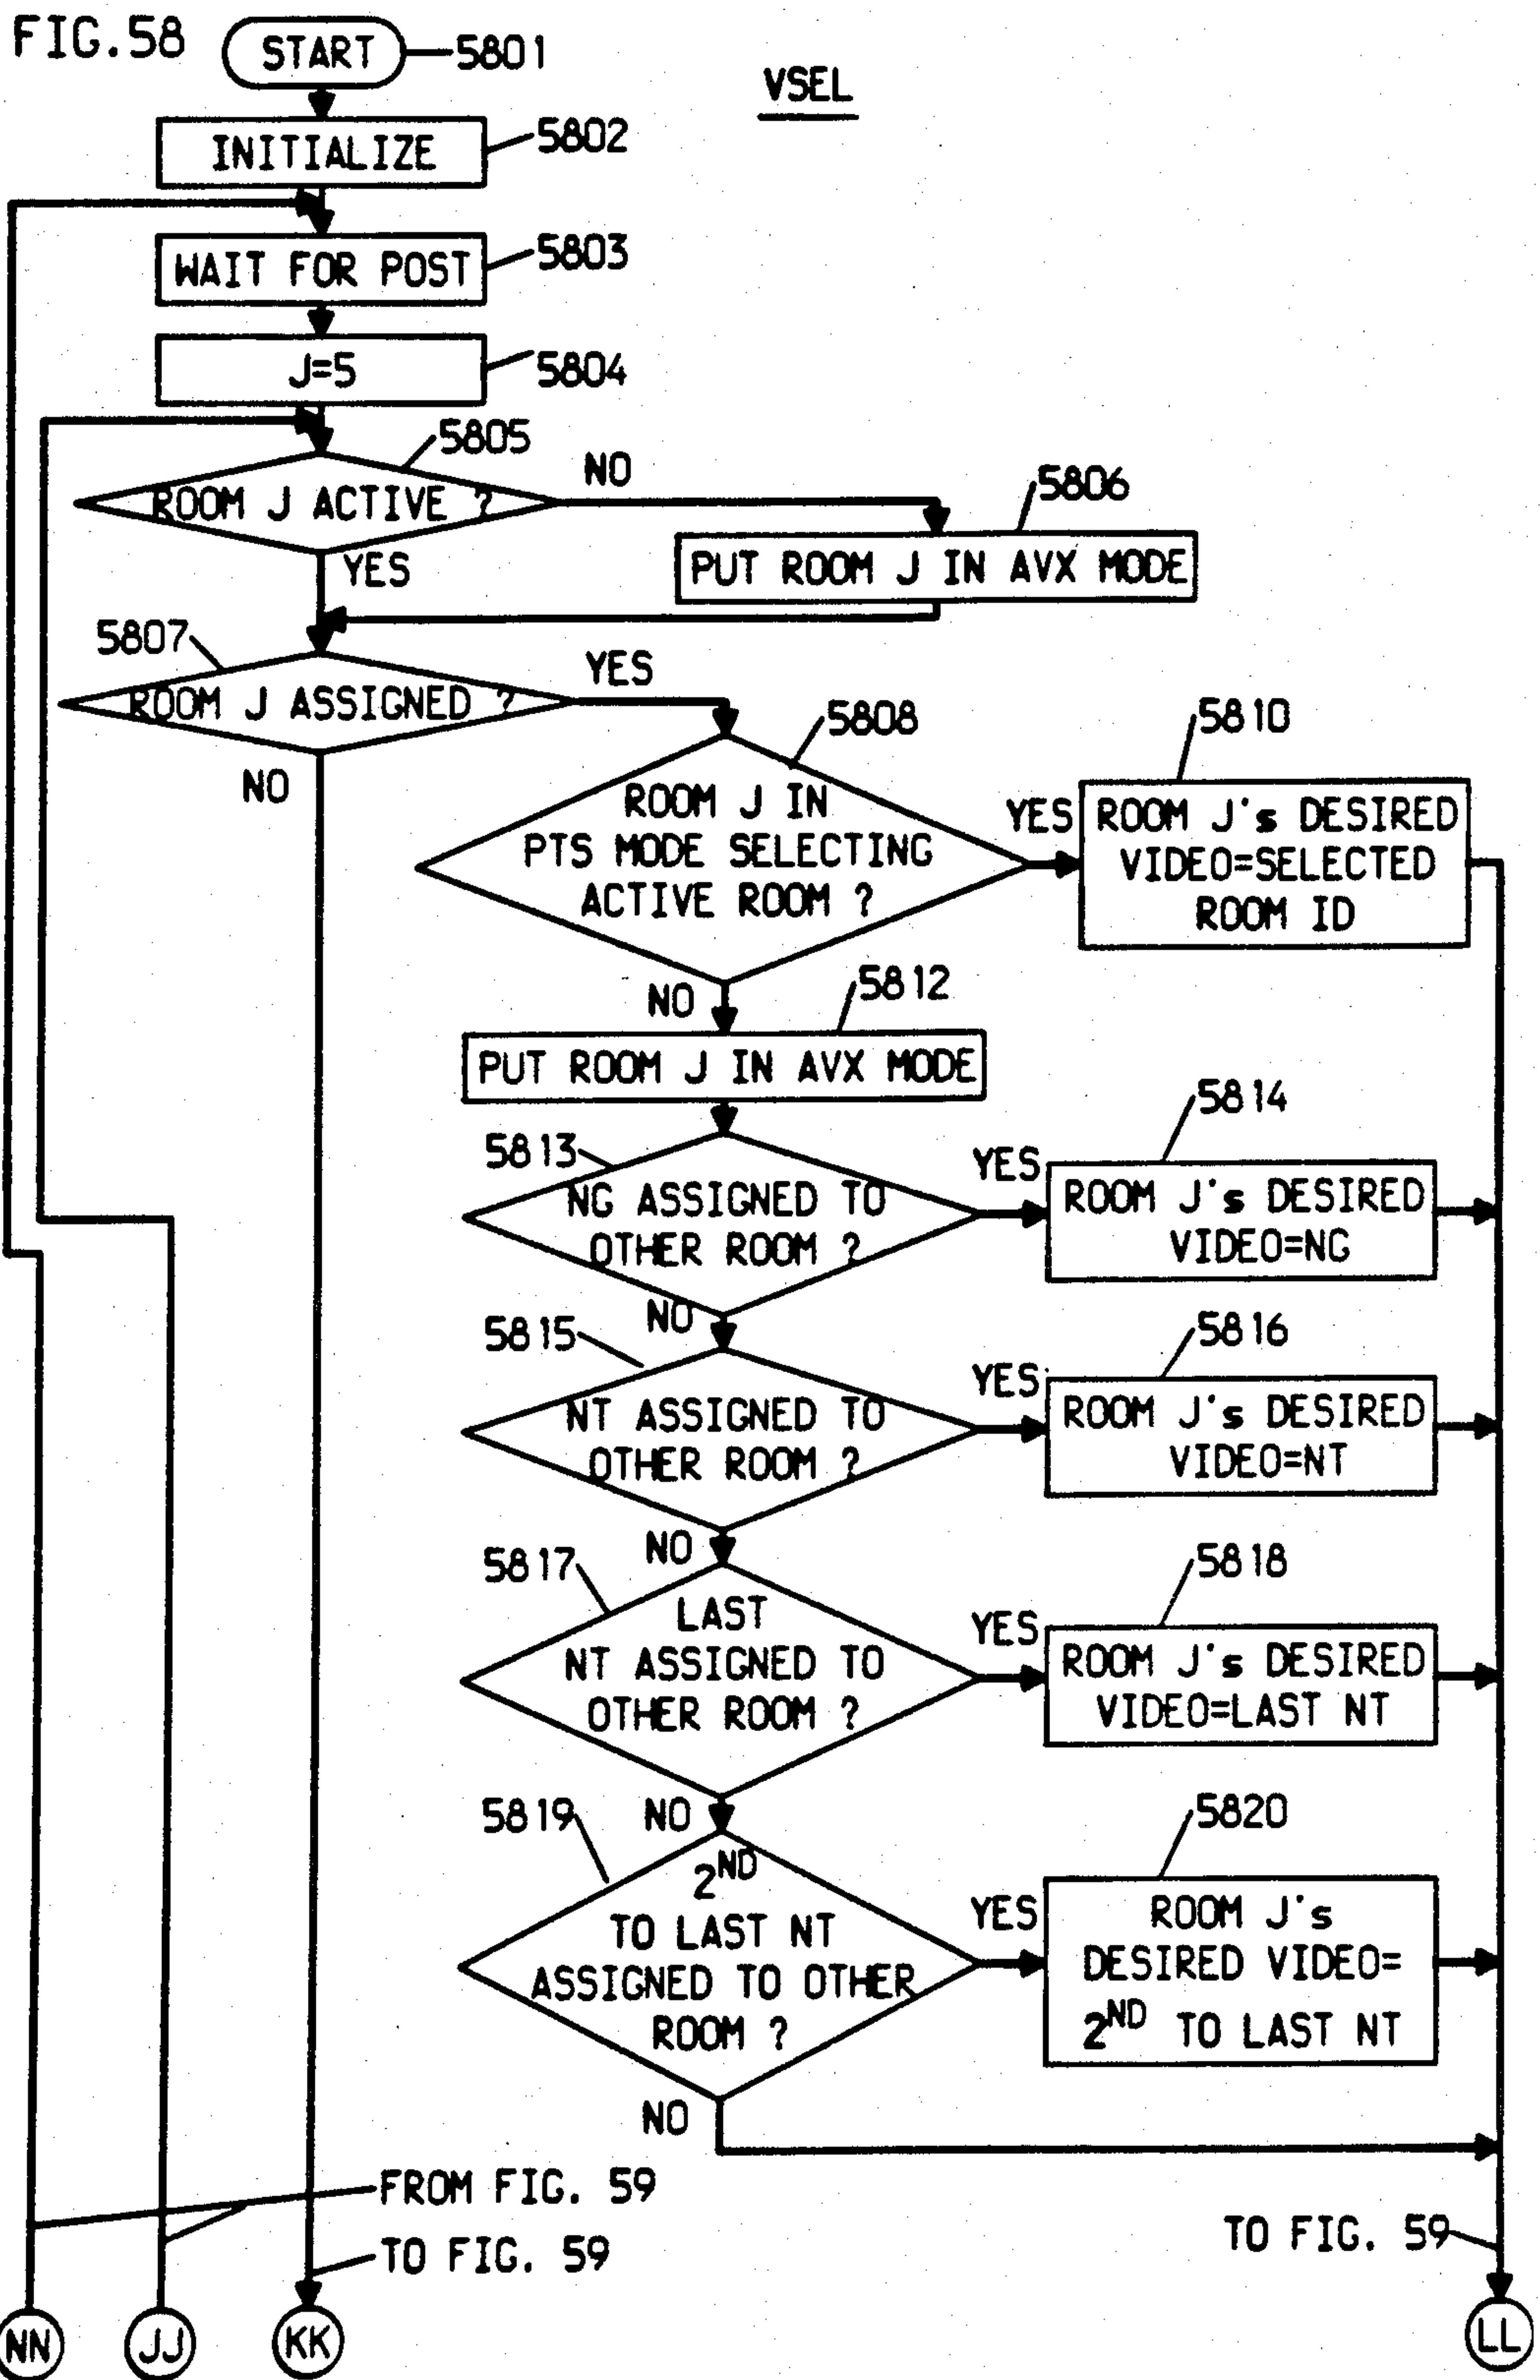 FIG.58
START
5801
VSEL
INITIALIZE
5802
WAIT FOR POST
5803
J=5
5804
5805
ROOM J ACTIVE ?
NO
5806
YES
PUT ROOM J IN AVX MODE
5807
ROOM J ASSIGNED ?
YES
NO
5808
5810
ROOM J IN
PTS MODE SELECTING
ACTIVE ROOM ?
YES
ROOM J's DESIRED
VIDEO=SELECTED
ROOM ID
NO
5812
PUT ROOM J IN AVX MODE
5813
NG ASSIGNED TO
OTHER ROOM ?
YES
5814
ROOM J's DESIRED
VIDEO=NG
NO
5815
NT ASSIGNED TO
OTHER ROOM ?
YES
5816
ROOM J's DESIRED
VIDEO=NT
NO
5817
LAST
NT ASSIGNED TO
OTHER ROOM ?
YES
5818
ROOM J's DESIRED
VIDEO=LAST NT
NO
5819
2ND
TO LAST NT
ASSIGNED TO OTHER
ROOM ?
YES
5820
ROOM J's
DESIRED VIDEO=
2ND TO LAST NT
NO
FROM FIG. 59
TO FIG. 59
TO FIG. 59
NN
JJ
KK
LL